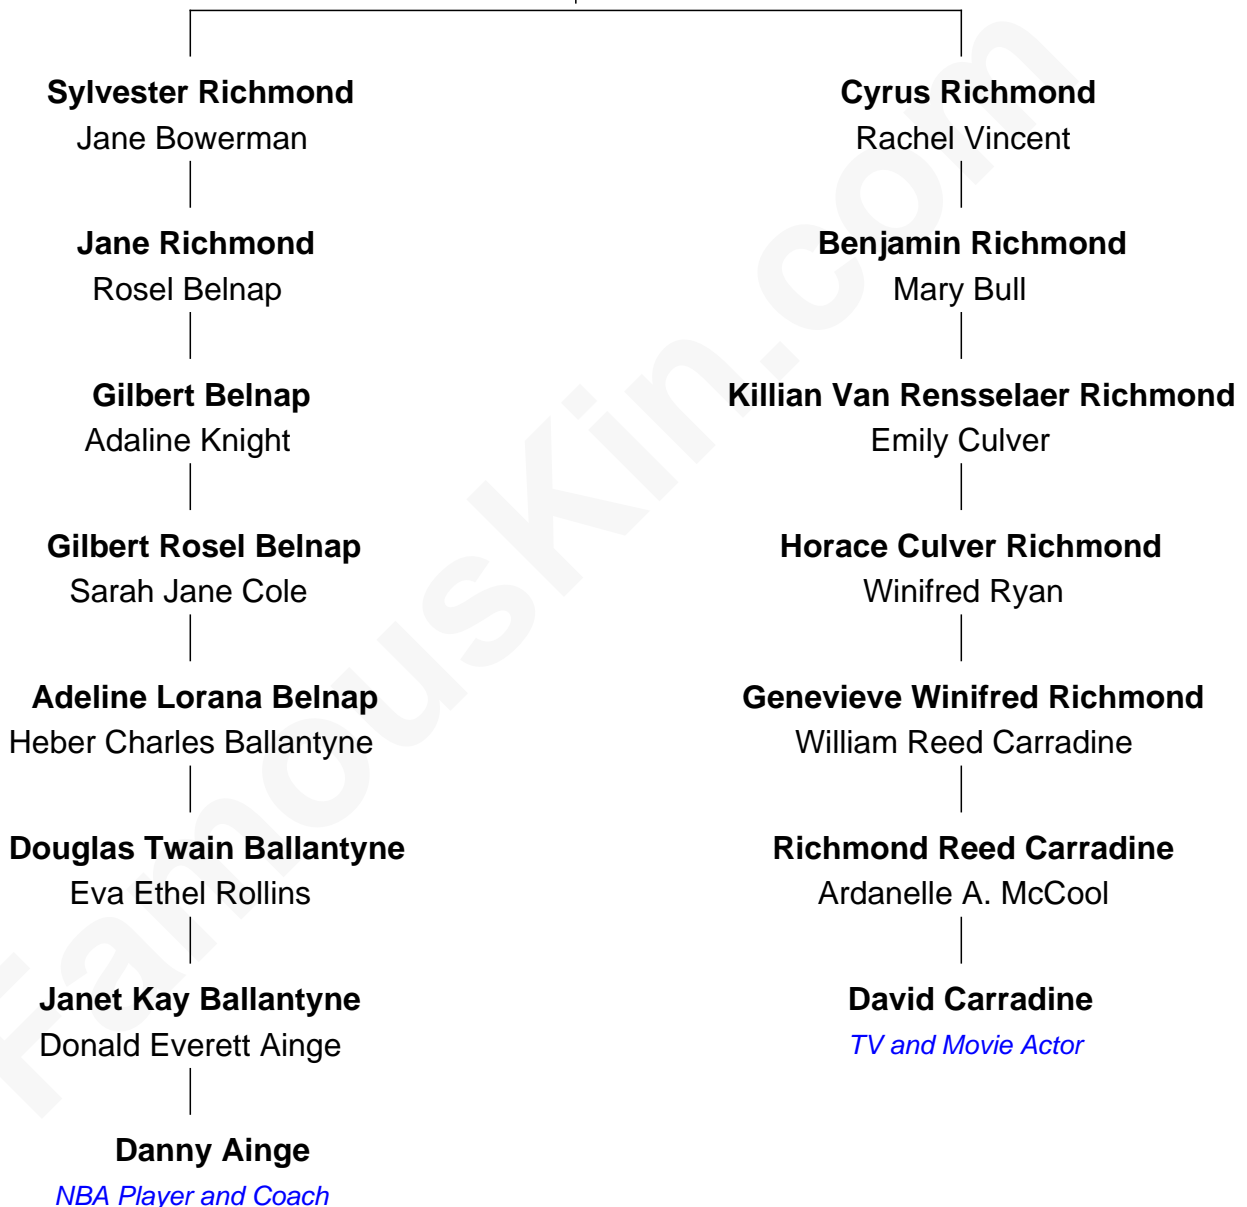 Sylvester Richmond
Jane Bowerman
Jane Richmond
Rosel Belnap
Gilbert Belnap
Adaline Knight
Gilbert Rosel Belnap
Sarah Jane Cole
Adeline Lorana Belnap
Heber Charles Ballantyne
Douglas Twain Ballantyne
Eva Ethel Rollins
Janet Kay Ballantyne
Donald Everett Ainge
Danny Ainge
NBA Player and Coach
Cyrus Richmond
Rachel Vincent
Benjamin Richmond
Mary Bull
Killian Van Rensselaer Richmond
Emily Culver
Horace Culver Richmond
Winifred Ryan
Genevieve Winifred Richmond
William Reed Carradine
Richmond Reed Carradine
Ardanelle A. McCool
David Carradine
TV and Movie Actor
FamousKin.com